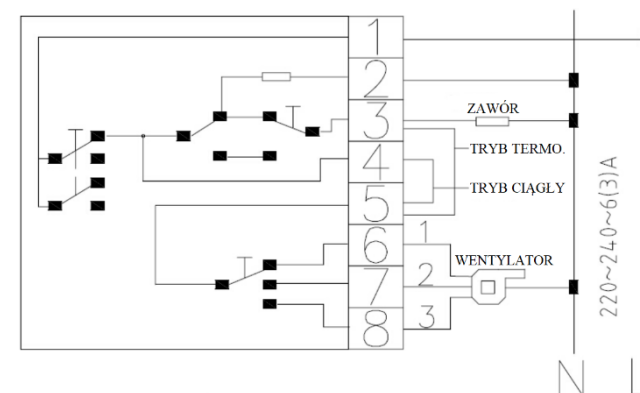 1
2
3
ZAWÓR
TRYB TERMO.
4
TRYB CIĄGŁY
5
6
1
WENTYLATOR
7
2
8
3
220~240~6(3)A
N
L